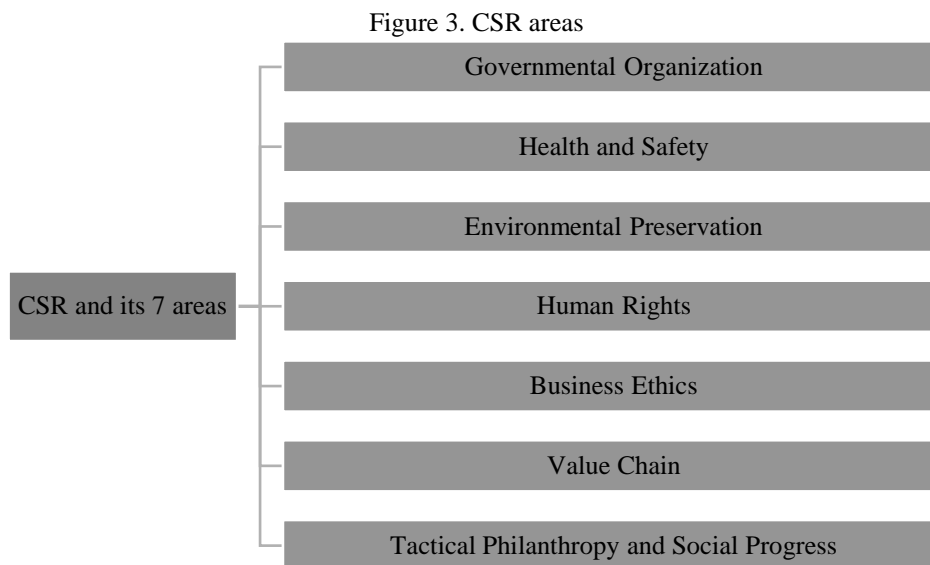 Figure 3. CSR areas
Governmental Organization
Health and Safety
Environmental Preservation
CSR and its 7 areas
Human Rights
Business Ethics
Value Chain
Tactical Philanthropy and Social Progress